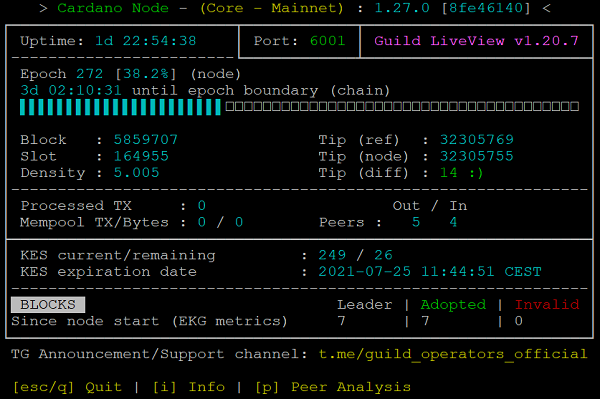 > Cardano Node - (Core - Mainnet) : 1.27.0 [8fe46140] <
Uptime: 1d 22:54:38 Port: 6001 Guild LiveView v1.20.7
Epoch 272 [38.2%] (node)
3d 02:10:31 until epoch boundary (chain)
Block : 5859707 Tip (ref) : 32305769
Slot : 164955 Tip (node) : 32305755
Density : 5.005 Tip (diff) : 14 :)
Processed TX : 0 Out / In
Mempool TX/Bytes : 0 / 0 Peers : 5 4
KES current/remaining : 249 / 26
KES expiration date : 2021-07-25 11:44:51 CEST
BLOCKS Leader | Adopted | Invalid
Since node start (EKG metrics) 7 | 7 | 0
TG Announcement/Support channel: t.me/guild_operators_official
[esc/q] Quit | [i] Info | [p] Peer Analysis